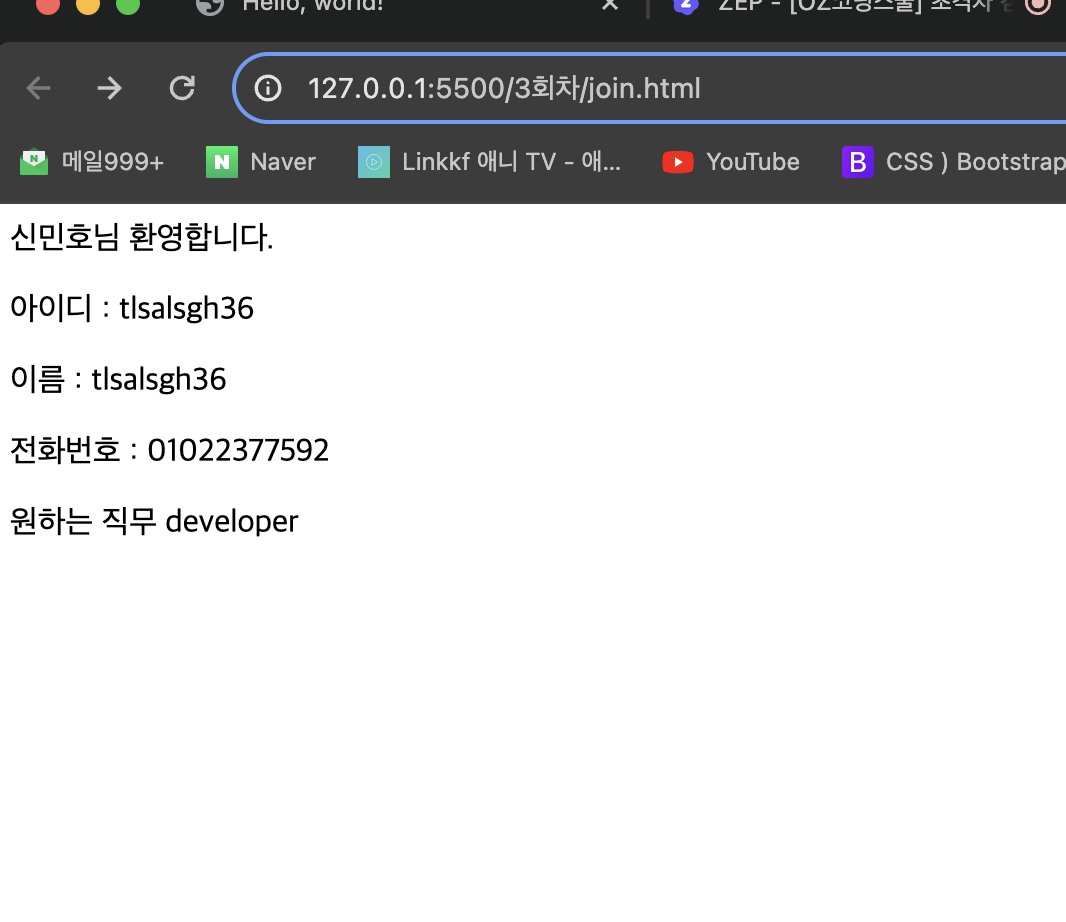 Hello, world!
ZEP - [OZ코딩스쿨] 초격차
127.0.0.1:5500/3회차/join.html
메일999+
N Naver
Linkkf 애니 TV - 애...
YouTube
B CSS ) Bootstrap
신민호님 환영합니다.
아이디 : tlsalsgh36
이름 : tlsalsgh36
전화번호 : 01022377592
원하는 직무 developer